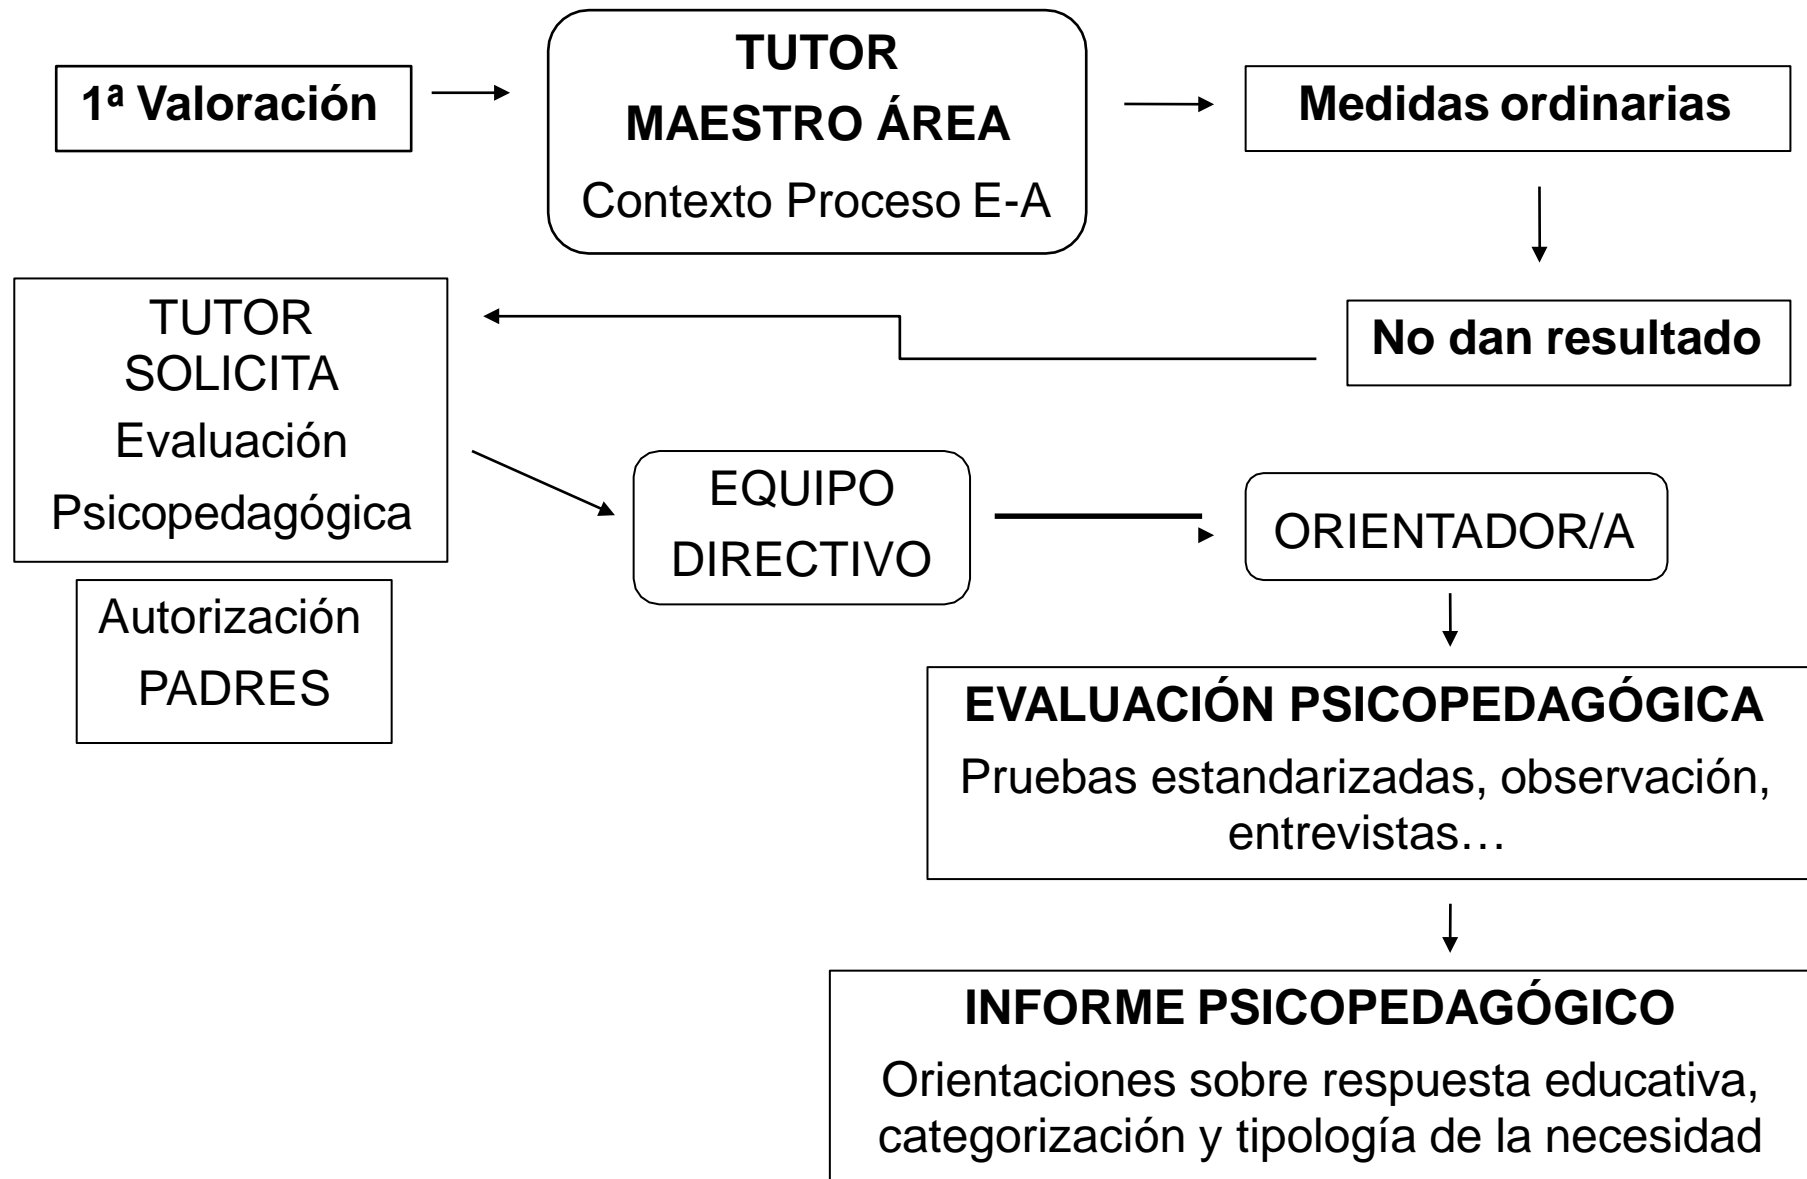 1ª Valoración
TUTOR
MAESTRO ÁREA
Contexto Proceso E-A
Medidas ordinarias
No dan resultado
TUTOR
SOLICITA
Evaluación
Psicopedagógica
Autorización
PADRES
EQUIPO
DIRECTIVO
ORIENTADOR/A
EVALUACIÓN PSICOPEDAGÓGICA
Pruebas estandarizadas, observación,
entrevistas…
INFORME PSICOPEDAGÓGICO
Orientaciones sobre respuesta educativa,
categorización y tipología de la necesidad